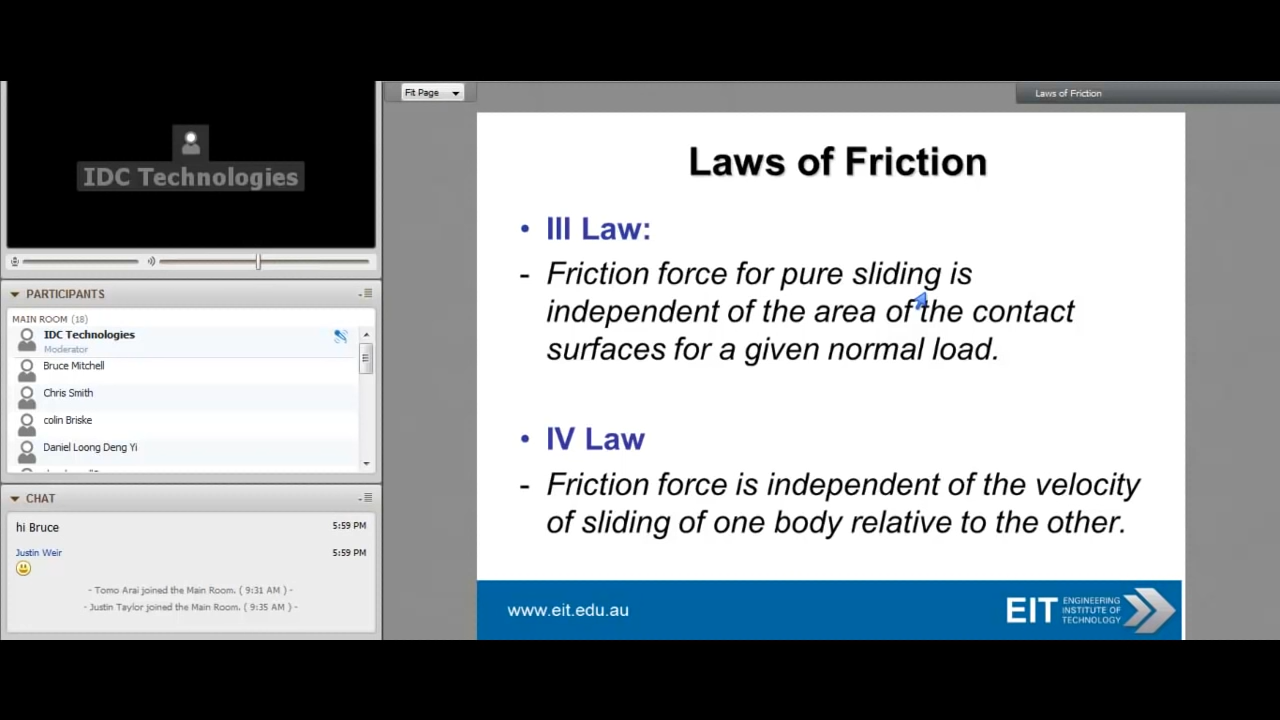 Fit Page
Laws of Friction
IDC Technologies
PARTICIPANTS
MAIN ROOM (18)
IDC Technologies
Moderator
Bruce Mitchell
Chris Smith
colin Briske
Daniel Loong Deng Yi
CHAT
hi Bruce 5:59 PM
Justin Weir 5:59 PM
- Tomo Arai joined the Main Room. ( 9:31 AM ) -
- Justin Taylor joined the Main Room. ( 9:35 AM ) -
Laws of Friction
• III Law:
- Friction force for pure sliding is
independent of the area of the contact
surfaces for a given normal load.
• IV Law
- Friction force is independent of the velocity
of sliding of one body relative to the other.
www.eit.edu.au
EIT ENGINEERING
INSTITUTE OF
TECHNOLOGY